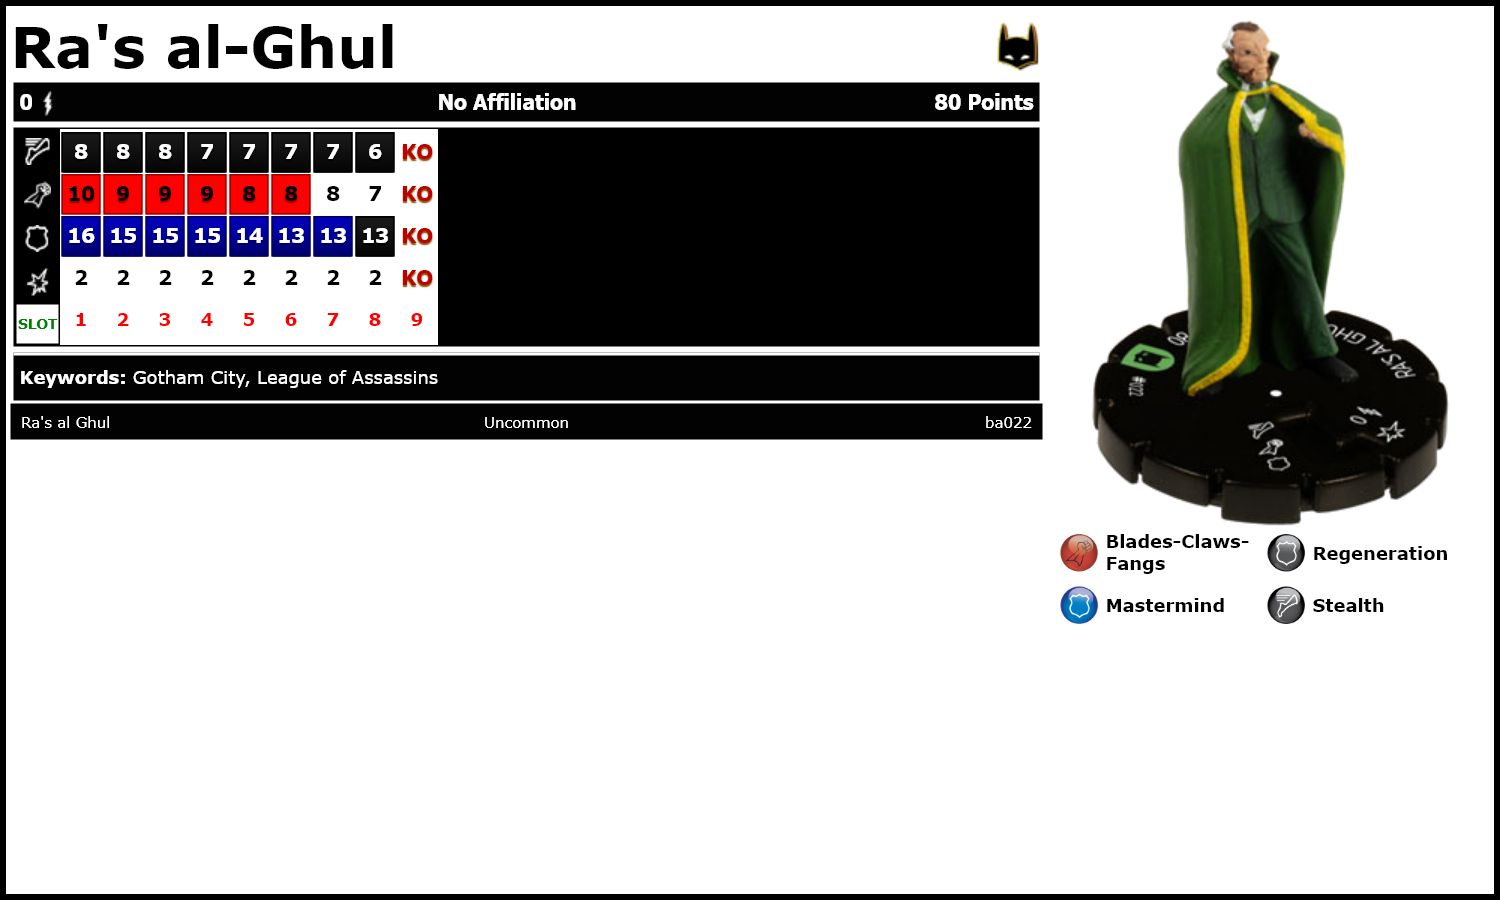 Ra's al-Ghul
0 No Affiliation 80 Points
8 8 8 7 7 7 7 6 KO
10 9 9 9 8 8 8 7 KO
16 15 15 15 14 13 13 13 KO
2 2 2 2 2 2 2 2 KO
SLOT 1 2 3 4 5 6 7 8 9
Keywords: Gotham City, League of Assassins
Ra's al Ghul Uncommon ba022
80
RA'S AL GHUL
#022
0
Blades-Claws-
Fangs
Regeneration
Mastermind
Stealth